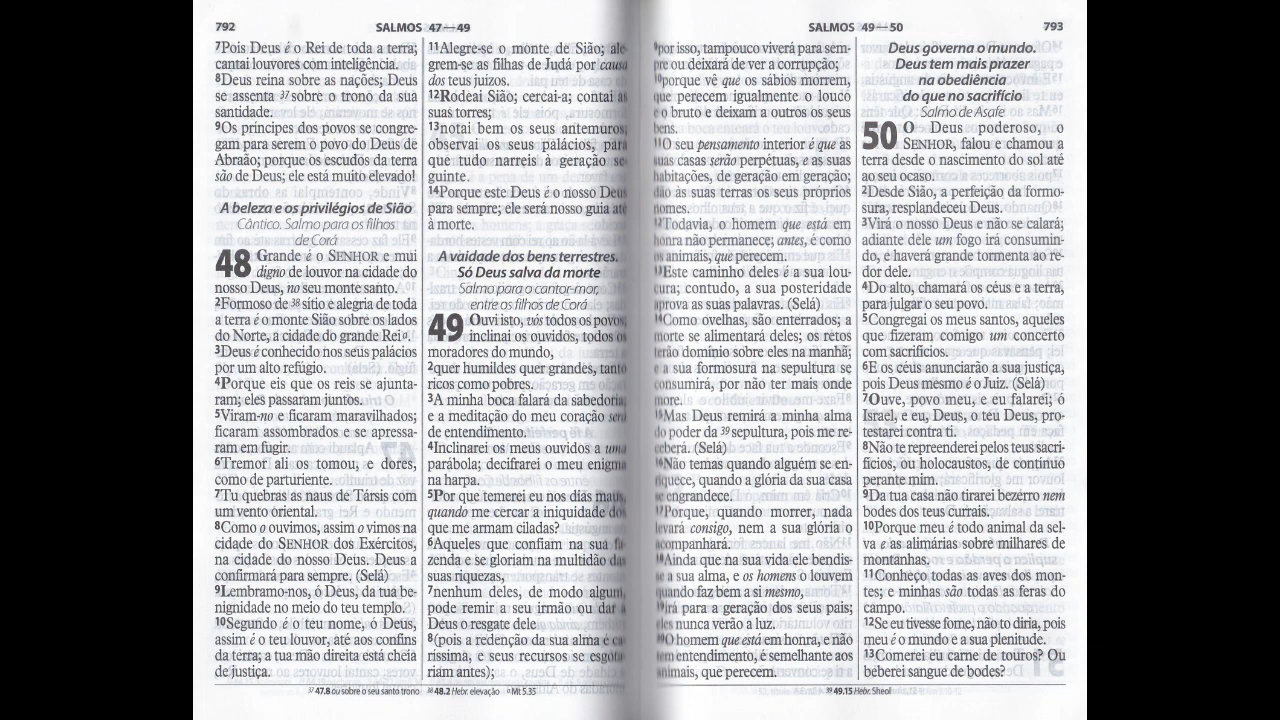 792
SALMOS 47—49
7Pois Deus é o Rei de toda a terra;
cantai louvores com inteligência.
8Deus reina sobre as nações; Deus
se assenta 37 sobre o trono da sua
santidade.
9Os príncipes dos povos se congre-
gam para serem o povo do Deus de
Abraão; porque os escudos da terra
são de Deus; ele está muito elevado!
A beleza e os privilégios de Sião
Cântico. Salmo para os filhos
de Corá
48 Grande é o SENHOR e mui
digno de louvor na cidade do
nosso Deus, no seu monte santo.
2Formoso de 38 sítio e alegria de toda
a terra é o monte Sião sobre os lados
do Norte, a cidade do grande Rei a.
3Deus é conhecido nos seus palácios
por um alto refúgio.
4Porque eis que os reis se ajunta-
ram; eles passaram juntos.
5Viram-no e ficaram maravilhados;
ficaram assombrados e se apressa-
ram em fugir.
6Tremor ali os tomou, e dores,
como de parturiente.
7Tu quebras as naus de Társis com
um vento oriental.
8Como o ouvimos, assim o vimos na
cidade do SENHOR dos Exércitos,
na cidade do nosso Deus. Deus a
confirmará para sempre. (Selá)
9Lembramo-nos, ó Deus, da tua be-
nignidade no meio do teu templo.
10Segundo é o teu nome, ó Deus,
assim é o teu louvor, até aos confins
da terra; a tua mão direita está cheia
de justiça.
11Alegre-se o monte de Sião; ale-
grem-se as filhas de Judá por causa
dos teus juízos.
12Rodeai Sião; cercai-a; contai as
suas torres;
13notai bem os seus antemuros;
observai os seus palácios, para
que tudo narreis à geração se-
guinte.
14Porque este Deus é o nosso Deus
para sempre; ele será nosso guia até
à morte.
A vaidade dos bens terrestres.
Só Deus salva da morte
Salmo para o cantor-mor,
entre os filhos de Corá
49 Ouvi isto, vós todos os povos;
inclinai os ouvidos, todos os
moradores do mundo,
2quer humildes quer grandes, tanto
ricos como pobres.
3A minha boca falará da sabedoria;
e a meditação do meu coração será
de entendimento.
4Inclinarei os meus ouvidos a uma
parábola; decifrarei o meu enigma
na harpa.
5Por que temerei eu nos dias maus,
quando me cercar a iniquidade dos
que me armam ciladas?
6Aqueles que confiam na sua fa-
zenda e se gloriam na multidão das
suas riquezas,
7nenhum deles, de modo algum,
pode remir a seu irmão ou dar a
Deus o resgate dele
8(pois a redenção da sua alma é ca-
ríssima, e seus recursos se esgota-
riam antes);
37 47.8 ou sobre o seu santo trono 38 48.2 Hebr. elevação a Mt 5.35
SALMOS 49—50
793
9por isso, tampouco viverá para sem-
pre ou deixará de ver a corrupção;
10porque vê que os sábios morrem,
que perecem igualmente o louco
e o bruto e deixam a outros os seus
bens.
11O seu pensamento interior é que as
suas casas serão perpétuas, e as suas
habitações, de geração em geração;
dão às suas terras os seus próprios
nomes.
12Todavia, o homem que está em
honra não permanece; antes, é como
os animais, que perecem.
13Este caminho deles é a sua lou-
cura; contudo, a sua posteridade
aprova as suas palavras. (Selá)
14Como ovelhas, são enterrados; a
morte se alimentará deles; os retos
terão domínio sobre eles na manhã;
e a sua formosura na sepultura se
consumirá, por não ter mais onde
more.
15Mas Deus remirá a minha alma
do poder da 39 sepultura, pois me re-
ceberá. (Selá)
16Não temas quando alguém se en-
riquece, quando a glória da sua casa
se engrandece.
17Porque, quando morrer, nada
levará consigo, nem a sua glória o
acompanhará.
18Ainda que na sua vida ele bendis-
se a sua alma, e os homens o louvem
quando faz bem a si mesmo,
19irá para a geração dos seus pais;
eles nunca verão a luz.
20O homem que está em honra, e não
tem entendimento, é semelhante aos
animais, que perecem.
Deus governa o mundo.
Deus tem mais prazer
na obediência
do que no sacrifício
Salmo de Asafe
50 O Deus poderoso, o
SENHOR, falou e chamou a
terra desde o nascimento do sol até
ao seu ocaso.
2Desde Sião, a perfeição da formo-
sura, resplandeceu Deus.
3Virá o nosso Deus e não se calará;
adiante dele um fogo irá consumin-
do, e haverá grande tormenta ao re-
dor dele.
4Do alto, chamará os céus e a terra,
para julgar o seu povo.
5Congregai os meus santos, aqueles
que fizeram comigo um concerto
com sacrifícios.
6E os céus anunciarão a sua justiça,
pois Deus mesmo é o Juiz. (Selá)
7Ouve, povo meu, e eu falarei; ó
Israel, e eu, Deus, o teu Deus, pro-
testarei contra ti.
8Não te repreenderei pelos teus sacri-
fícios, ou holocaustos, de contínuo
perante mim.
9Da tua casa não tirarei bezerro nem
bodes dos teus currais.
10Porque meu é todo animal da sel-
va e as alimárias sobre milhares de
montanhas.
11Conheço todas as aves dos mon-
tes; e minhas são todas as feras do
campo.
12Se eu tivesse fome, não to diria, pois
meu é o mundo e a sua plenitude.
13Comerei eu carne de touros? Ou
beberei sangue de bodes?
39 49.15 Hebr. Sheol